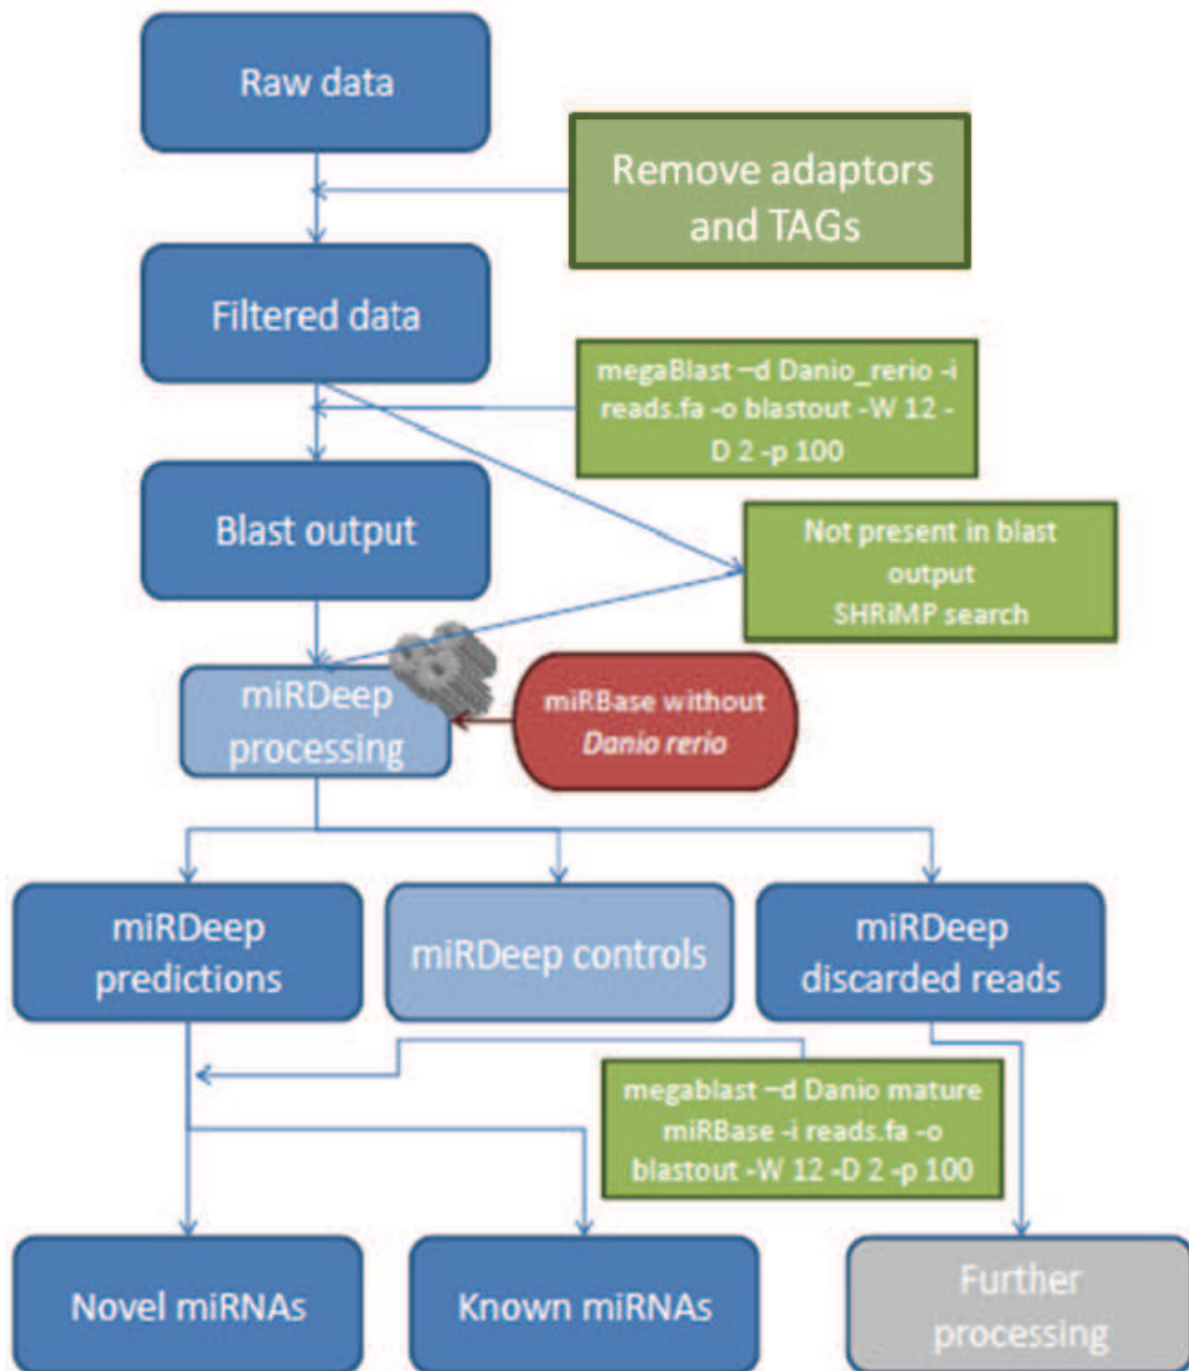 Raw data
Remove adaptors
and TAGs
Filtered data
megaBlast –d Danio_rerio -i
reads.fa -o blastout -W 12 -
D 2 -p 100
Blast output
Not present in blast
output
SHRiMP search
miRDeep
processing
miRBase without
Danio rerio
miRDeep
predictions
miRDeep controls
miRDeep
discarded reads
megablast –d Danio mature
miRBase -i reads.fa -o
blastout -W 12 -D 2 -p 100
Novel miRNAs
Known miRNAs
Further
processing